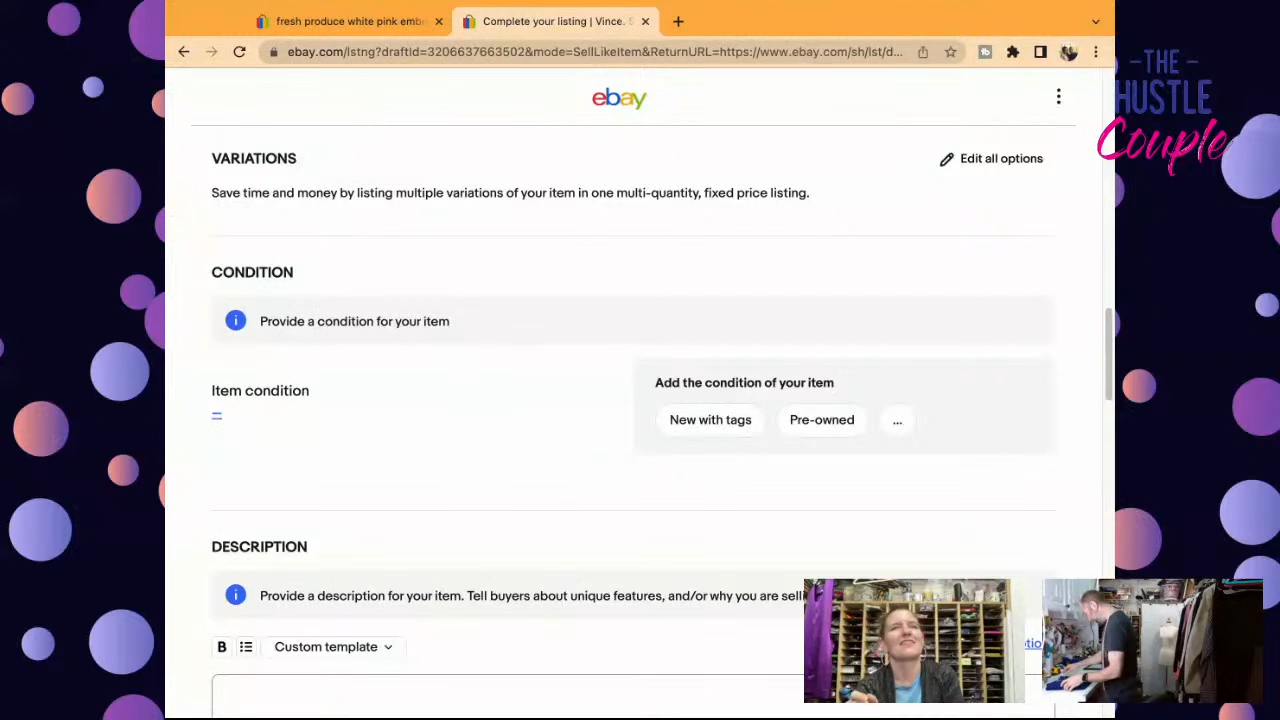 fresh produce white pink embe
Complete your listing | Vince. S
ebay.com/lstng?draftId=3206637663502&mode=SellLikeItem&ReturnURL=https://www.ebay.com/sh/lst/d...
-THE-
HUSTLE
Couple
ebay
VARIATIONS
Edit all options
Save time and money by listing multiple variations of your item in one multi-quantity, fixed price listing.
CONDITION
Provide a condition for your item
Item condition
--
Add the condition of your item
New with tags
Pre-owned
...
DESCRIPTION
Provide a description for your item. Tell buyers about unique features, and/or why you are sell
B
Custom template
ptio